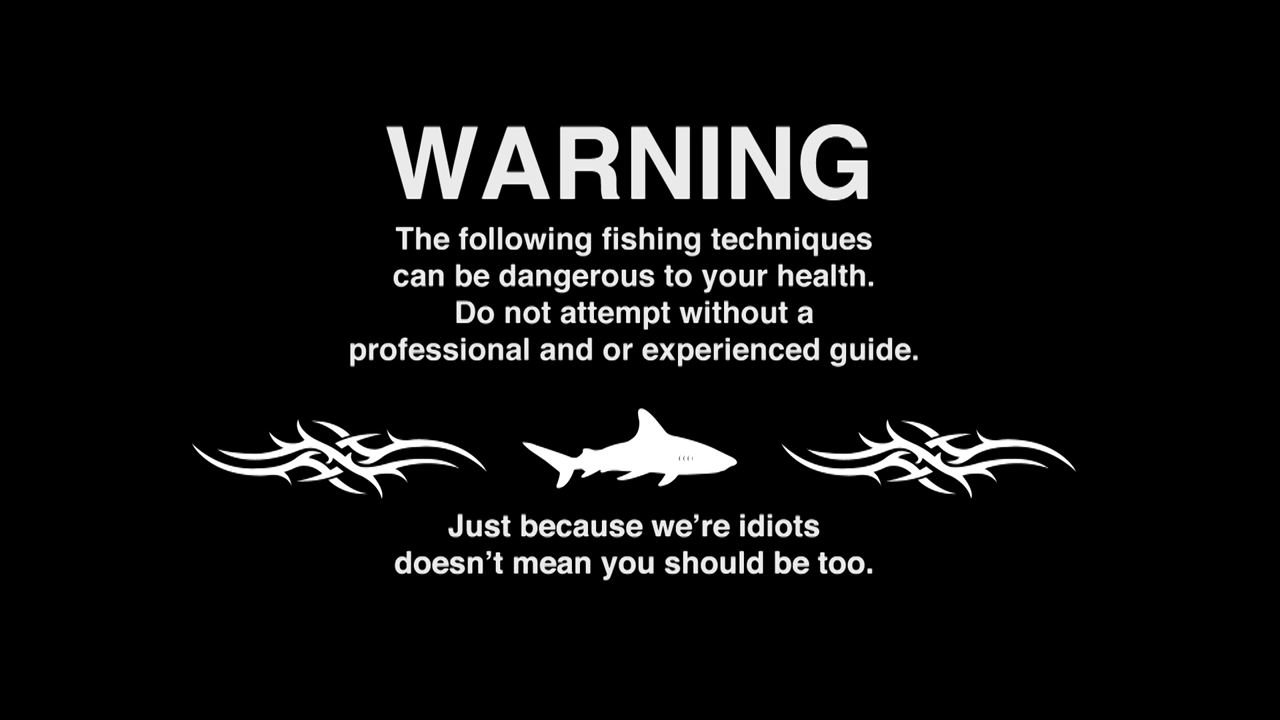 WARNING
The following fishing techniques
can be dangerous to your health.
Do not attempt without a
professional and or experienced guide.
Just because we’re idiots
doesn’t mean you should be too.